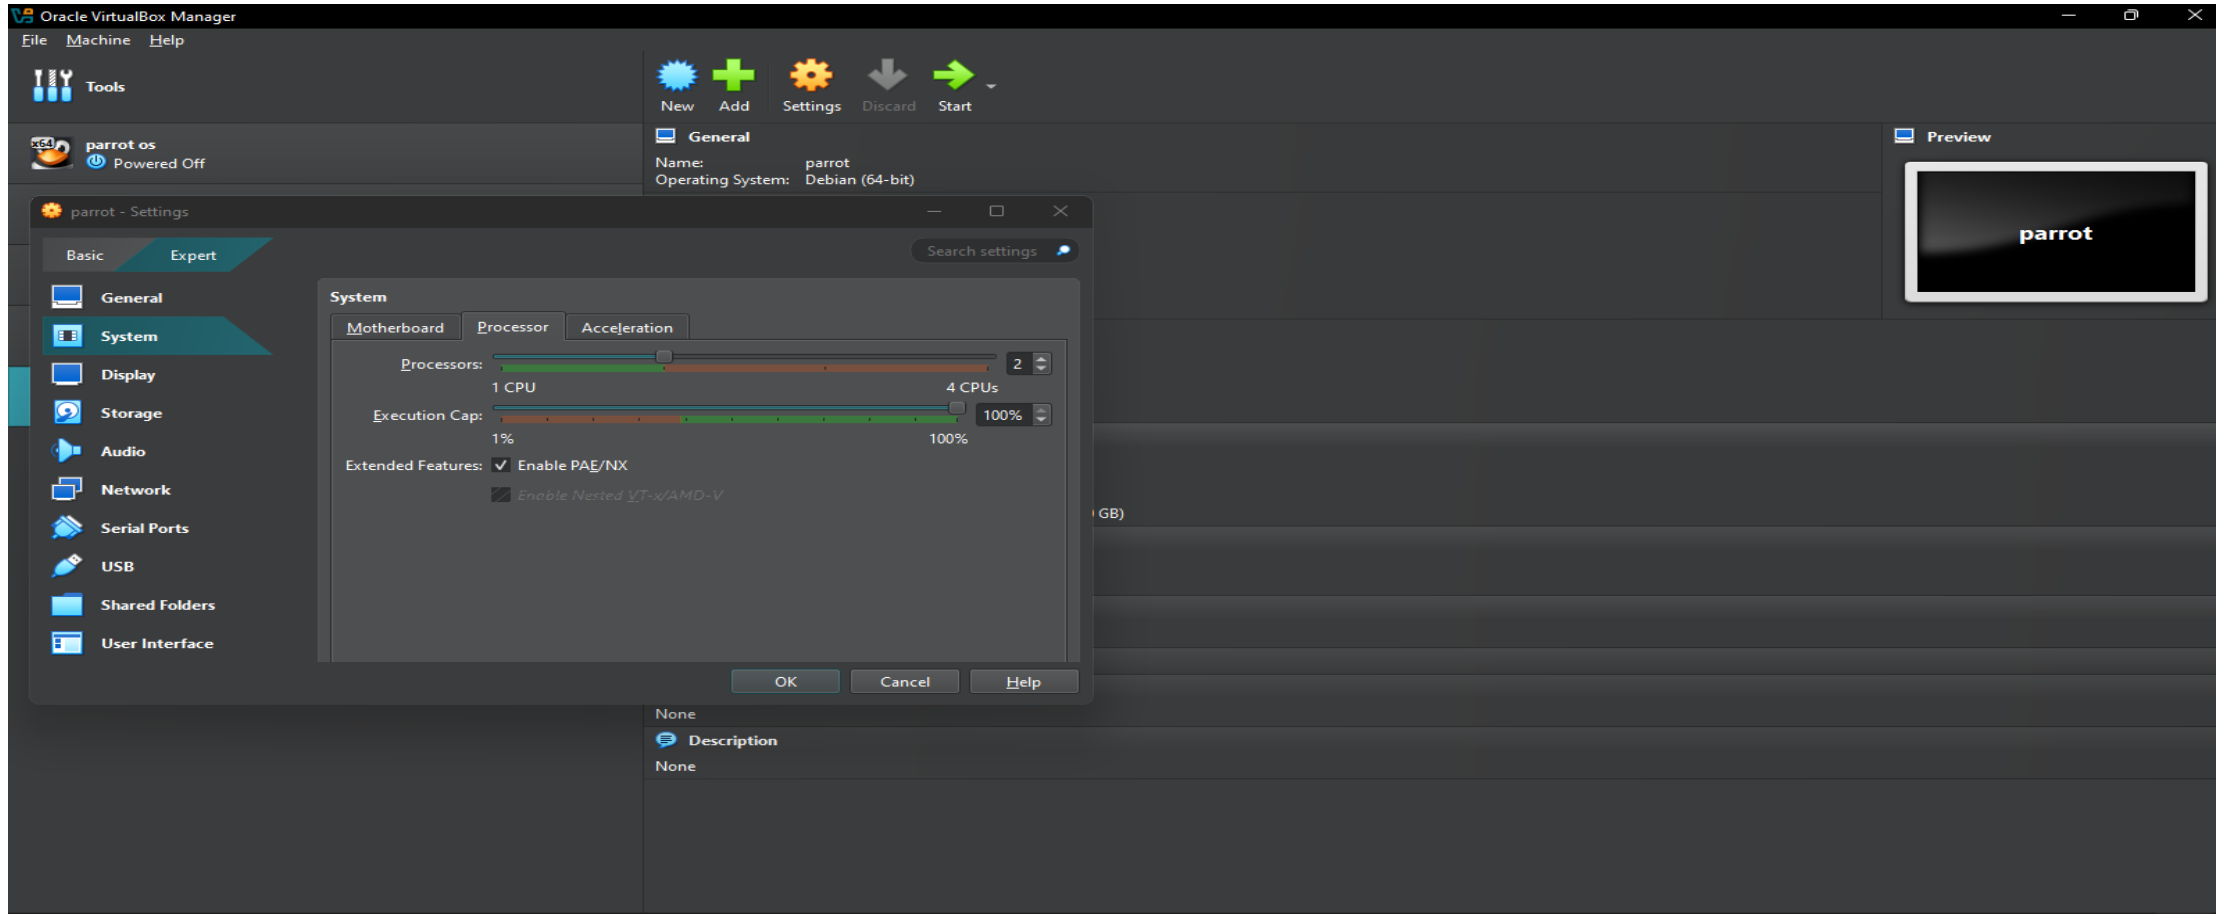 Oracle VirtualBox Manager
File Machine Help
Tools
New Add Settings Discard Start
parrot os
Powered Off
General
Name: parrot
Operating System: Debian (64-bit)
Preview
parrot
parrot - Settings
Basic Expert
Search settings
General
System
Display
Storage
Audio
Network
Serial Ports
USB
Shared Folders
User Interface
System
Motherboard Processor Acceleration
Processors: 2
1 CPU 4 CPUs
Execution Cap: 100%
1% 100%
Extended Features: Enable PAE/NX
Enable Nested VT-x/AMD-V
OK Cancel Help
GB)
None
Description
None